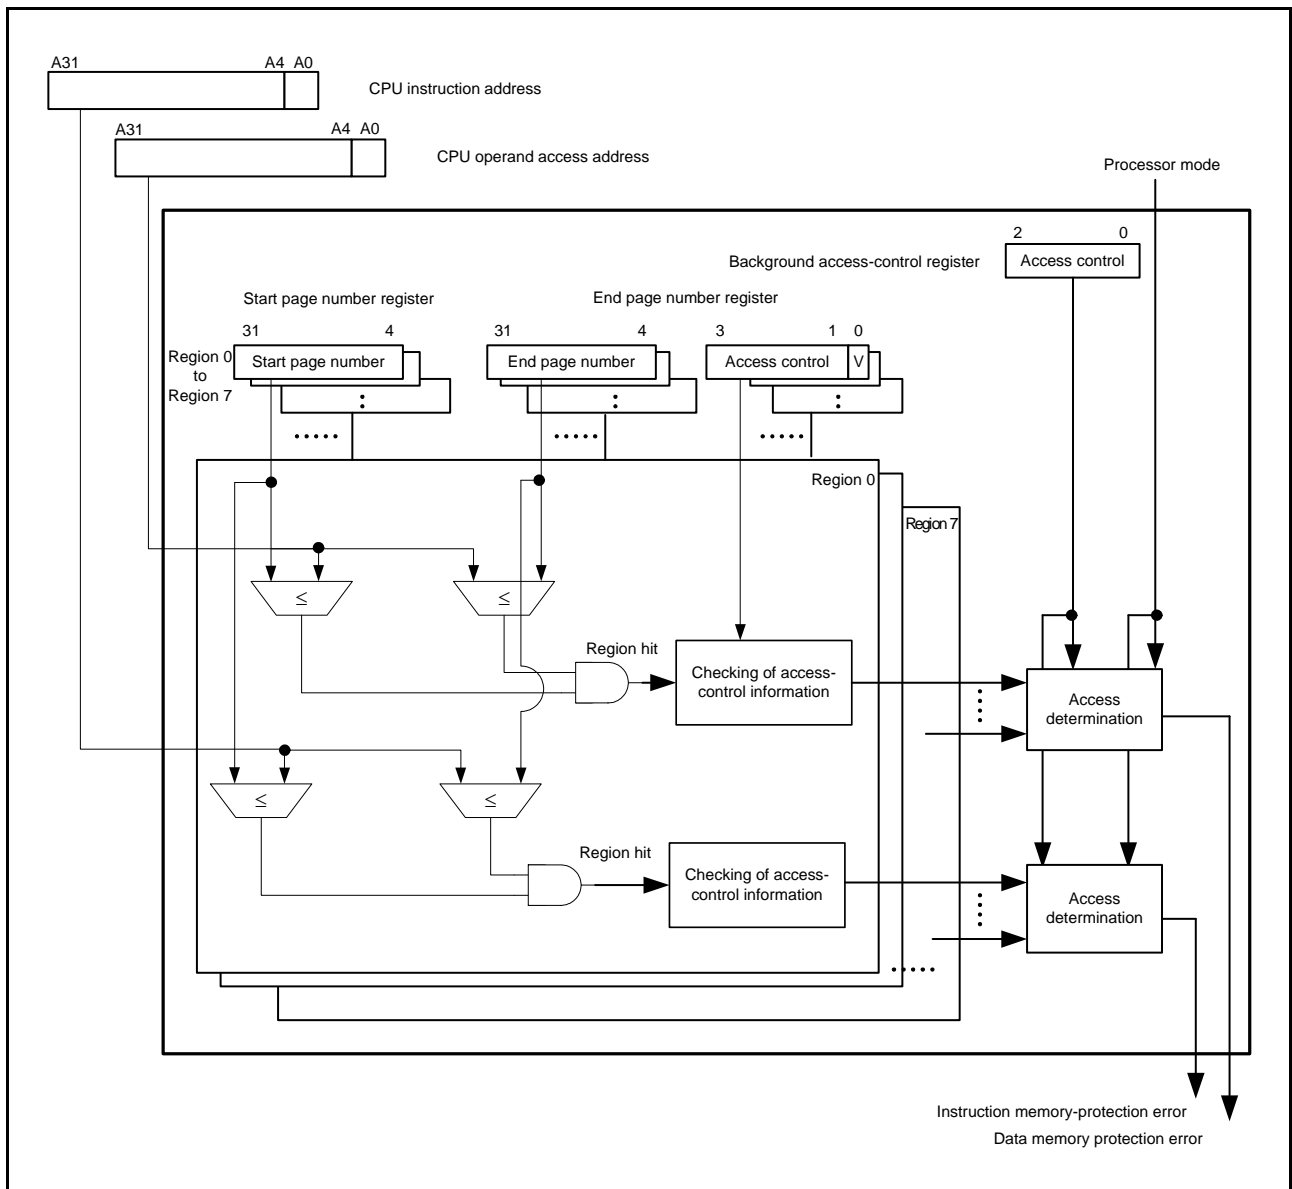 A31 A4 A0
CPU instruction address
A31 A4 A0
CPU operand access address
Processor mode
2 0
Background access-control register
Access control
Start page number register
End page number register
31 4
31 4
3 1 0
Region 0
to
Region 7
Start page number
End page number
Access control
V
Region 0
Region 7
≤
≤
Region hit
Checking of access-
control information
Access
determination
≤
≤
Region hit
Checking of access-
control information
Access
determination
Instruction memory-protection error
Data memory protection error